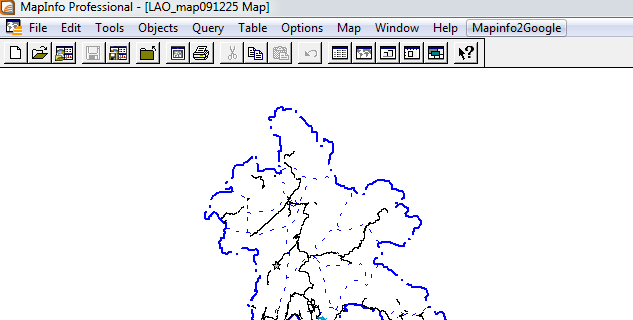 MapInfo Professional - [LAO_map091225 Map]
File Edit Tools Objects Query Table Options Map Window Help Mapinfo2Google